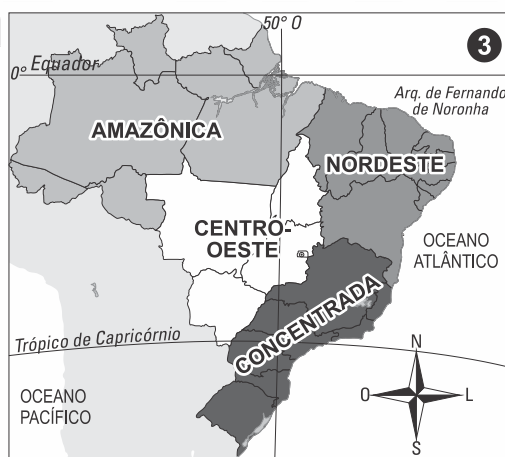 50° O
3
0° Equador
Arq. de Fernando
de Noronha
AMAZÔNICA
NORDESTE
CENTRO-
OESTE
OCEANO
ATLÂNTICO
CONCENTRADA
Trópico de Capricórnio
OCEANO
PACÍFICO
N
O
L
S